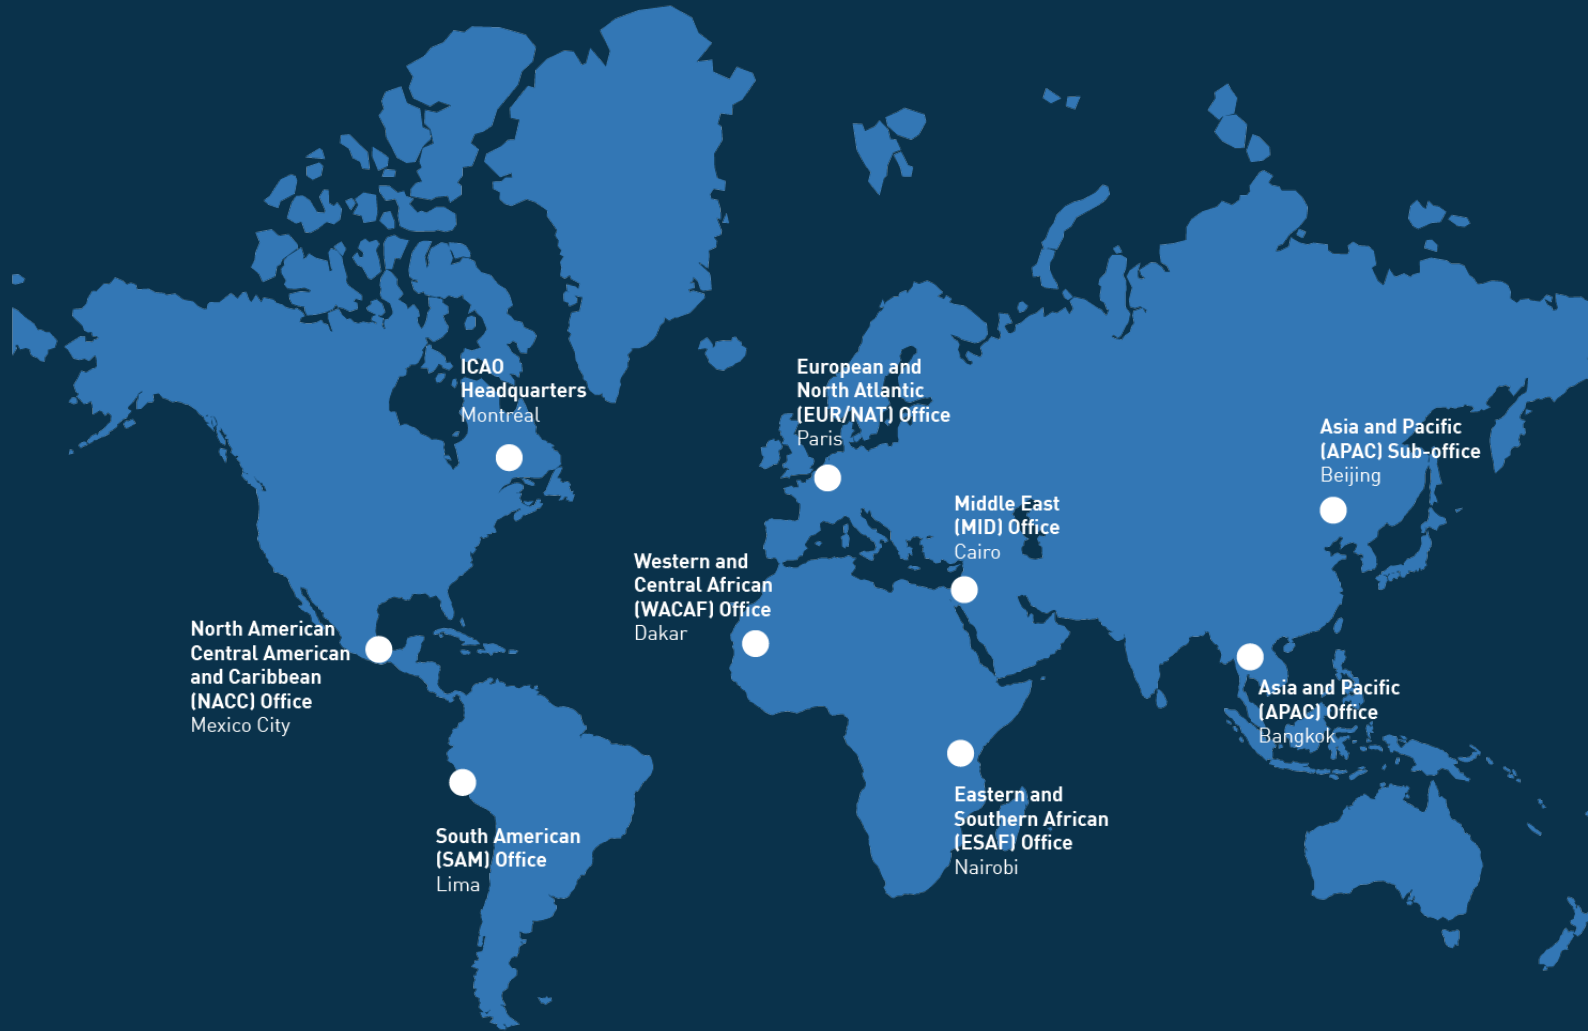 ICAO
Headquarters
Montréal
European and
North Atlantic
(EUR/NAT) Office
Paris
Asia and Pacific
(APAC) Sub-office
Beijing
Middle East
(MID) Office
Cairo
Western and
Central African
(WACAF) Office
Dakar
North American
Central American
and Caribbean
(NACC) Office
Mexico City
Asia and Pacific
(APAC) Office
Bangkok
Eastern and
Southern African
(ESAF) Office
Nairobi
South American
(SAM) Office
Lima